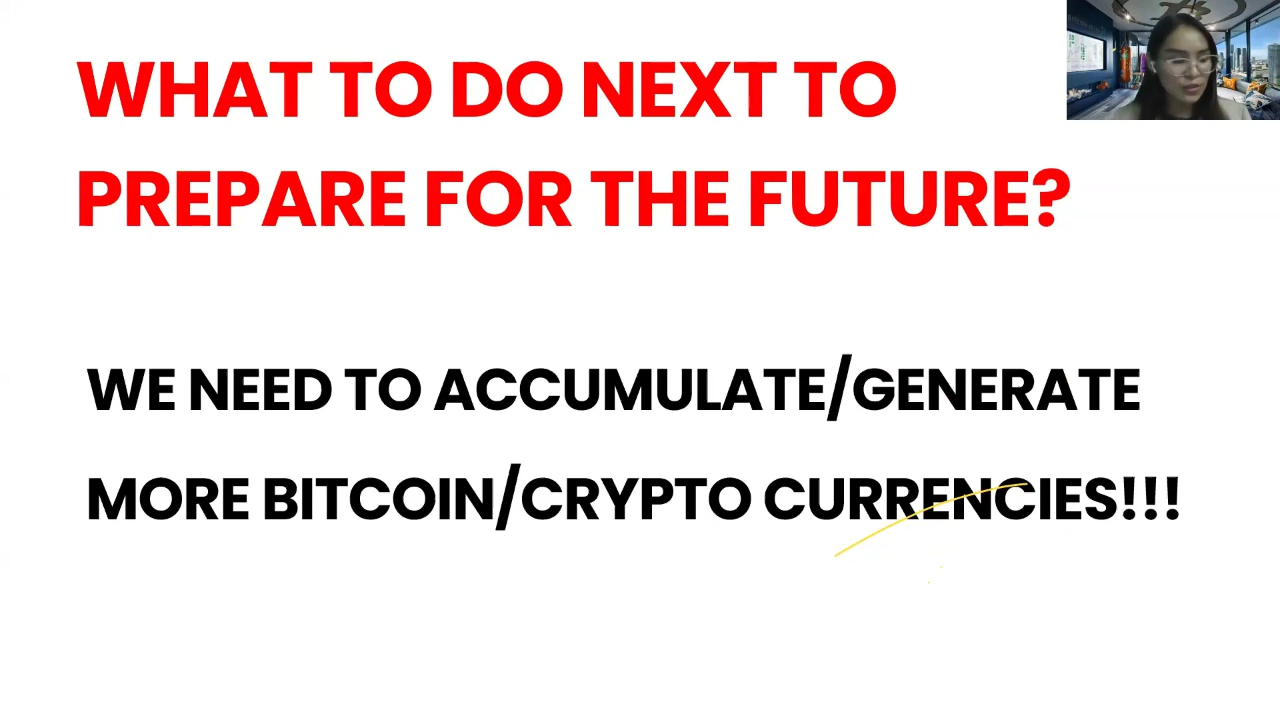 WHAT TO DO NEXT TO
PREPARE FOR THE FUTURE?
WE NEED TO ACCUMULATE/GENERATE
MORE BITCOIN/CRYPTO CURRENCIES!!!